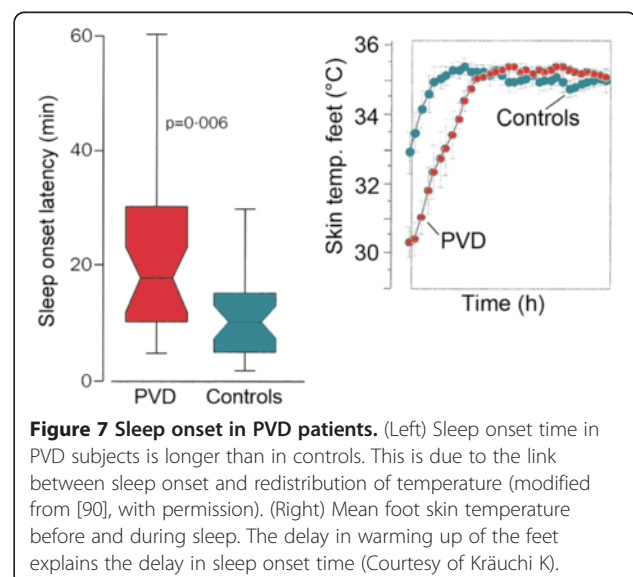 60
40
20
0
Sleep onset latency (min)
p=0·006
PVD
Controls
36
35
32
30
Skin temp. feet (°C)
Controls
PVD
Time (h)
Figure 7 Sleep onset in PVD patients. (Left) Sleep onset time in
PVD subjects is longer than in controls. This is due to the link
between sleep onset and redistribution of temperature (modified
from [90], with permission). (Right) Mean foot skin temperature
before and during sleep. The delay in warming up of the feet
explains the delay in sleep onset time (Courtesy of Kräuchi K).